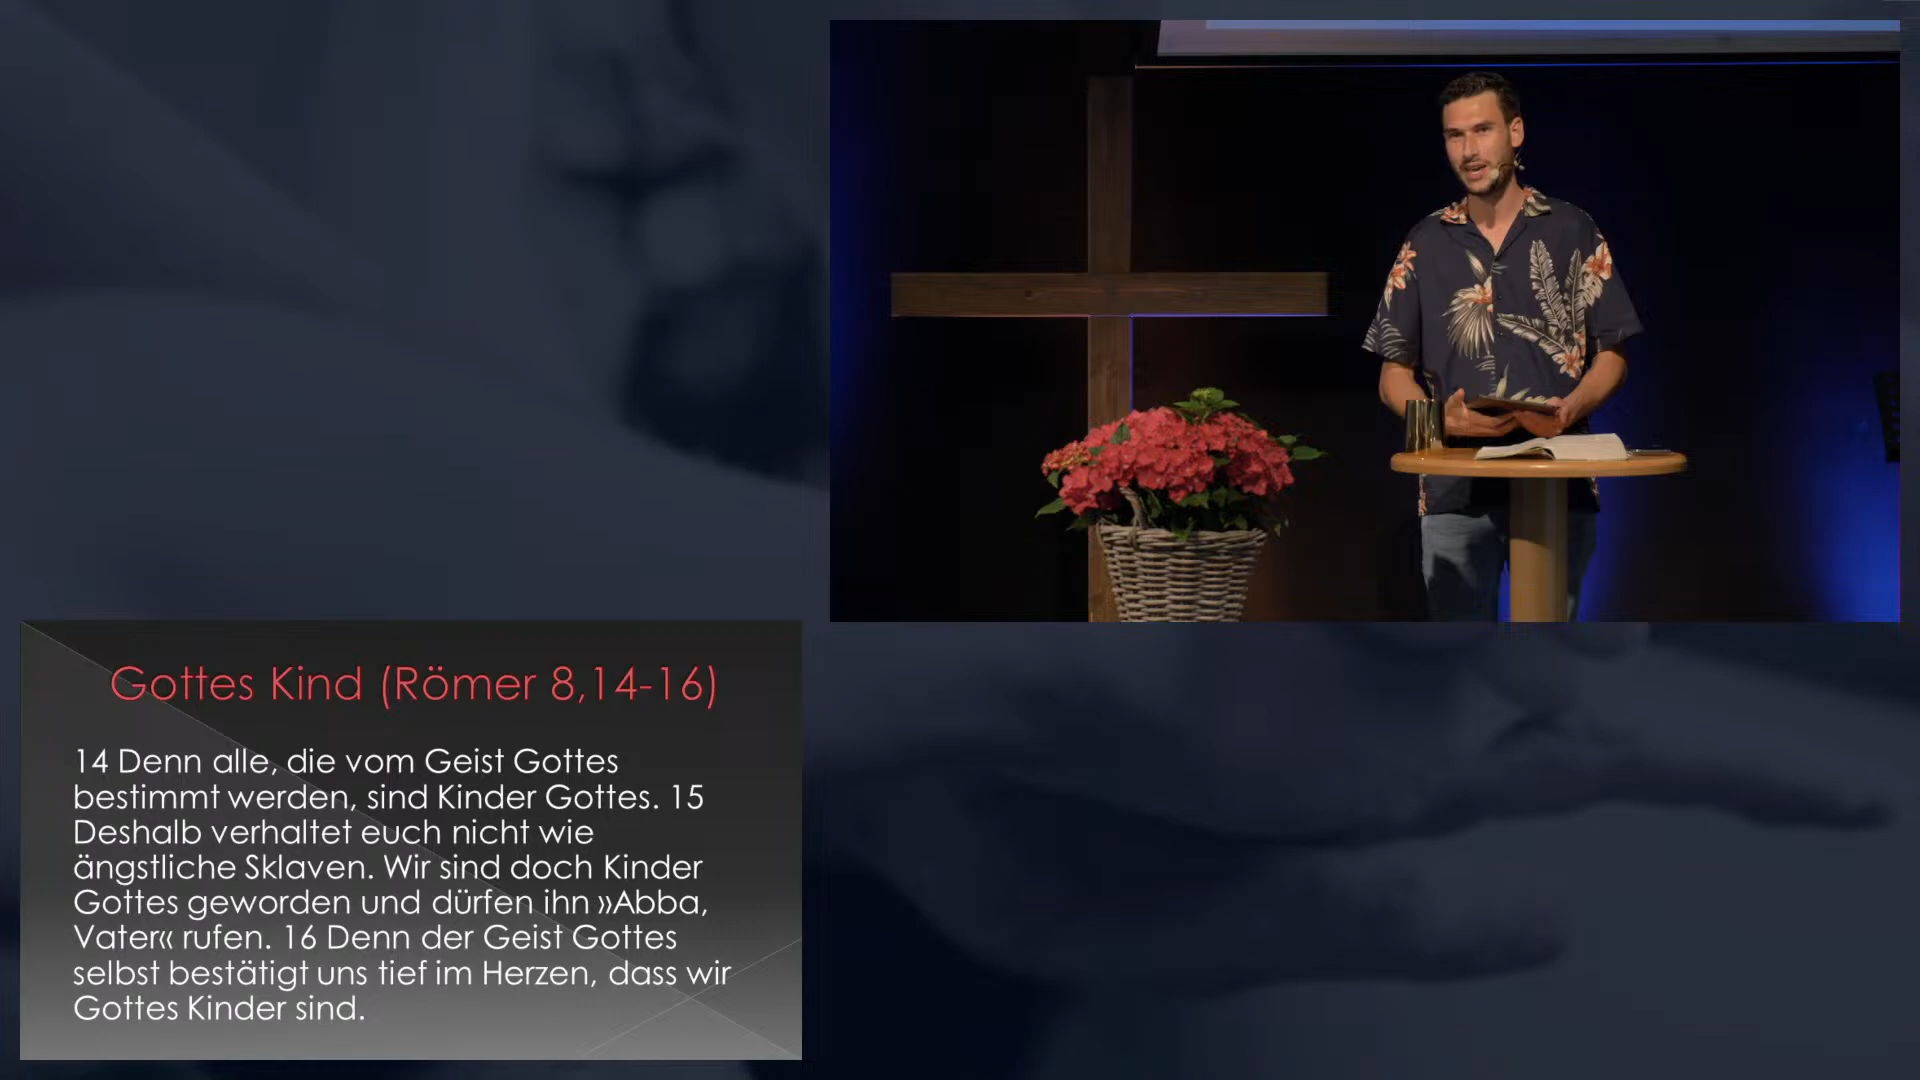 Gottes Kind (Römer 8,14-16)
14 Denn alle, die vom Geist Gottes
bestimmt werden, sind Kinder Gottes. 15
Deshalb verhaltet euch nicht wie
ängstliche Sklaven. Wir sind doch Kinder
Gottes geworden und dürfen ihn »Abba,
Vater« rufen. 16 Denn der Geist Gottes
selbst bestätigt uns tief im Herzen, dass wir
Gottes Kinder sind.